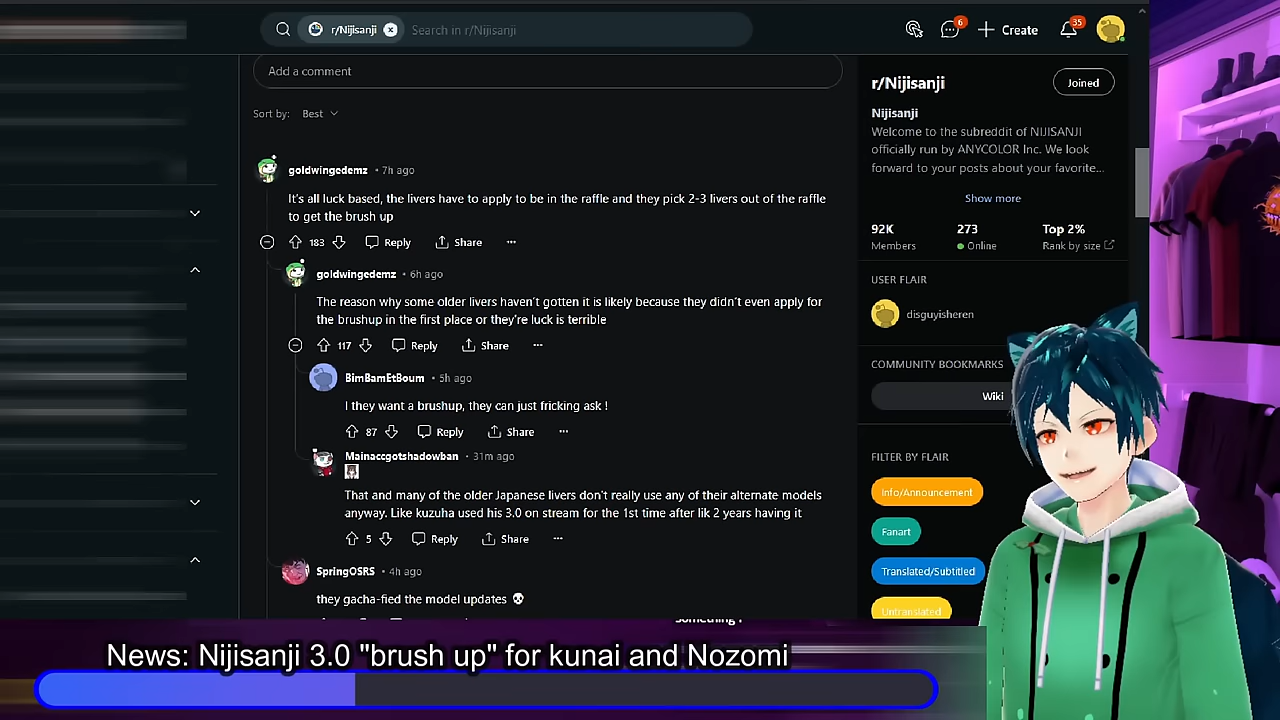 r/Nijisanji
Search in r/Nijisanji
6
Create
35
Add a comment
Sort by: Best
goldwingedemz • 7h ago
It's all luck based, the livers have to apply to be in the raffle and they pick 2-3 livers out of the raffle
to get the brush up
183 Reply Share ...
goldwingedemz • 6h ago
The reason why some older livers haven't gotten it is likely because they didn't even apply for
the brushup in the first place or they're luck is terrible
117 Reply Share ...
BimBamEtBoum • 5h ago
I they want a brushup, they can just fricking ask !
87 Reply Share ...
Mainaccgotshadowban • 31m ago
That and many of the older Japanese livers don't really use any of their alternate models
anyway. Like kuzuha used his 3.0 on stream for the 1st time after lik 2 years having it
5 Reply Share ...
SpringOSRS • 4h ago
they gacha-fied the model updates 💀
r/Nijisanji
Joined
Nijisanji
Welcome to the subreddit of NIJISANJI
officially run by ANYCOLOR Inc. We look
forward to your posts about your favorite...
Show more
92K 273 Top 2%
Members Online Rank by size
USER FLAIR
disguyisheren
COMMUNITY BOOKMARKS
Wiki
FILTER BY FLAIR
Info/Announcement
Fanart
Translated/Subtitled
Untranslated
News: Nijisanji 3.0 "brush up" for kunai and Nozomi